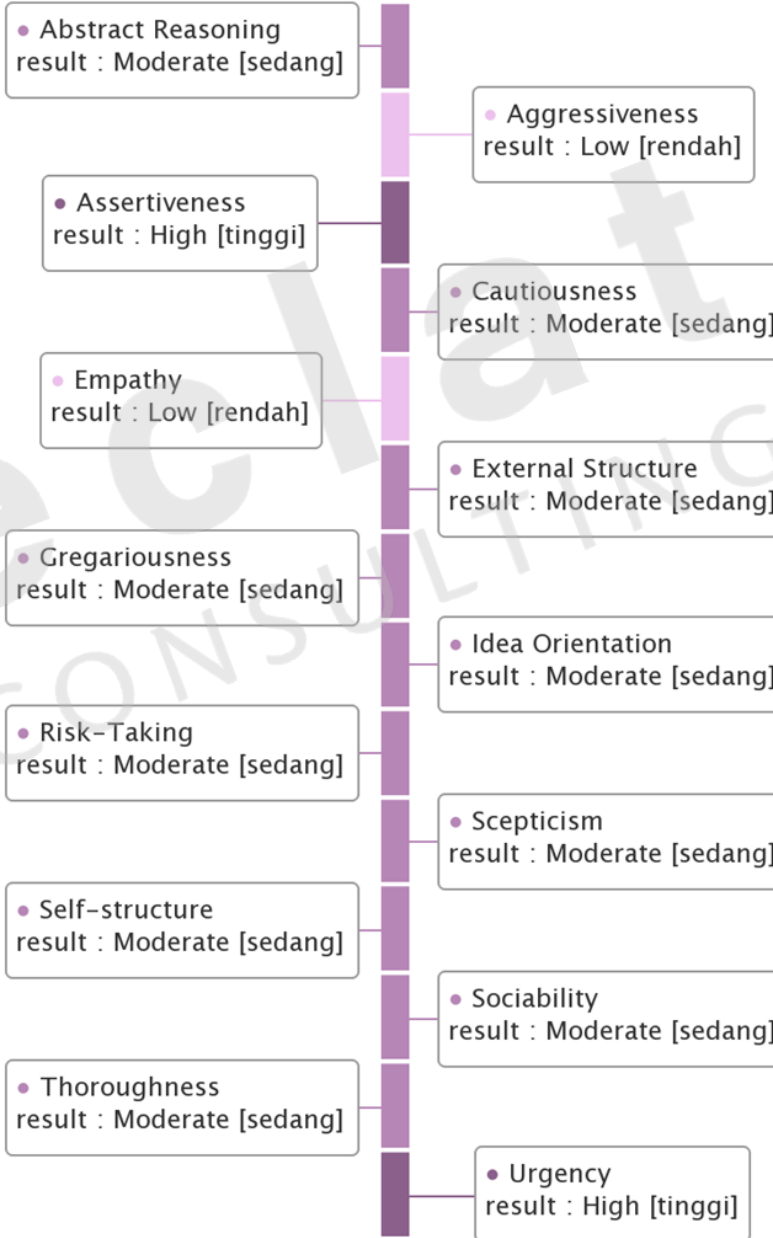 Abstract Reasoning
result : Moderate [sedang]
Aggressiveness
result : Low [rendah]
Assertiveness
result : High [tinggi]
Cautiousness
result : Moderate [sedang]
Empathy
result : Low [rendah]
External Structure
result : Moderate [sedang]
Gregariousness
result : Moderate [sedang]
Idea Orientation
result : Moderate [sedang]
Risk-Taking
result : Moderate [sedang]
Scepticism
result : Moderate [sedang]
Self-structure
result : Moderate [sedang]
Sociability
result : Moderate [sedang]
Thoroughness
result : Moderate [sedang]
Urgency
result : High [tinggi]
eclat
CONSULTING